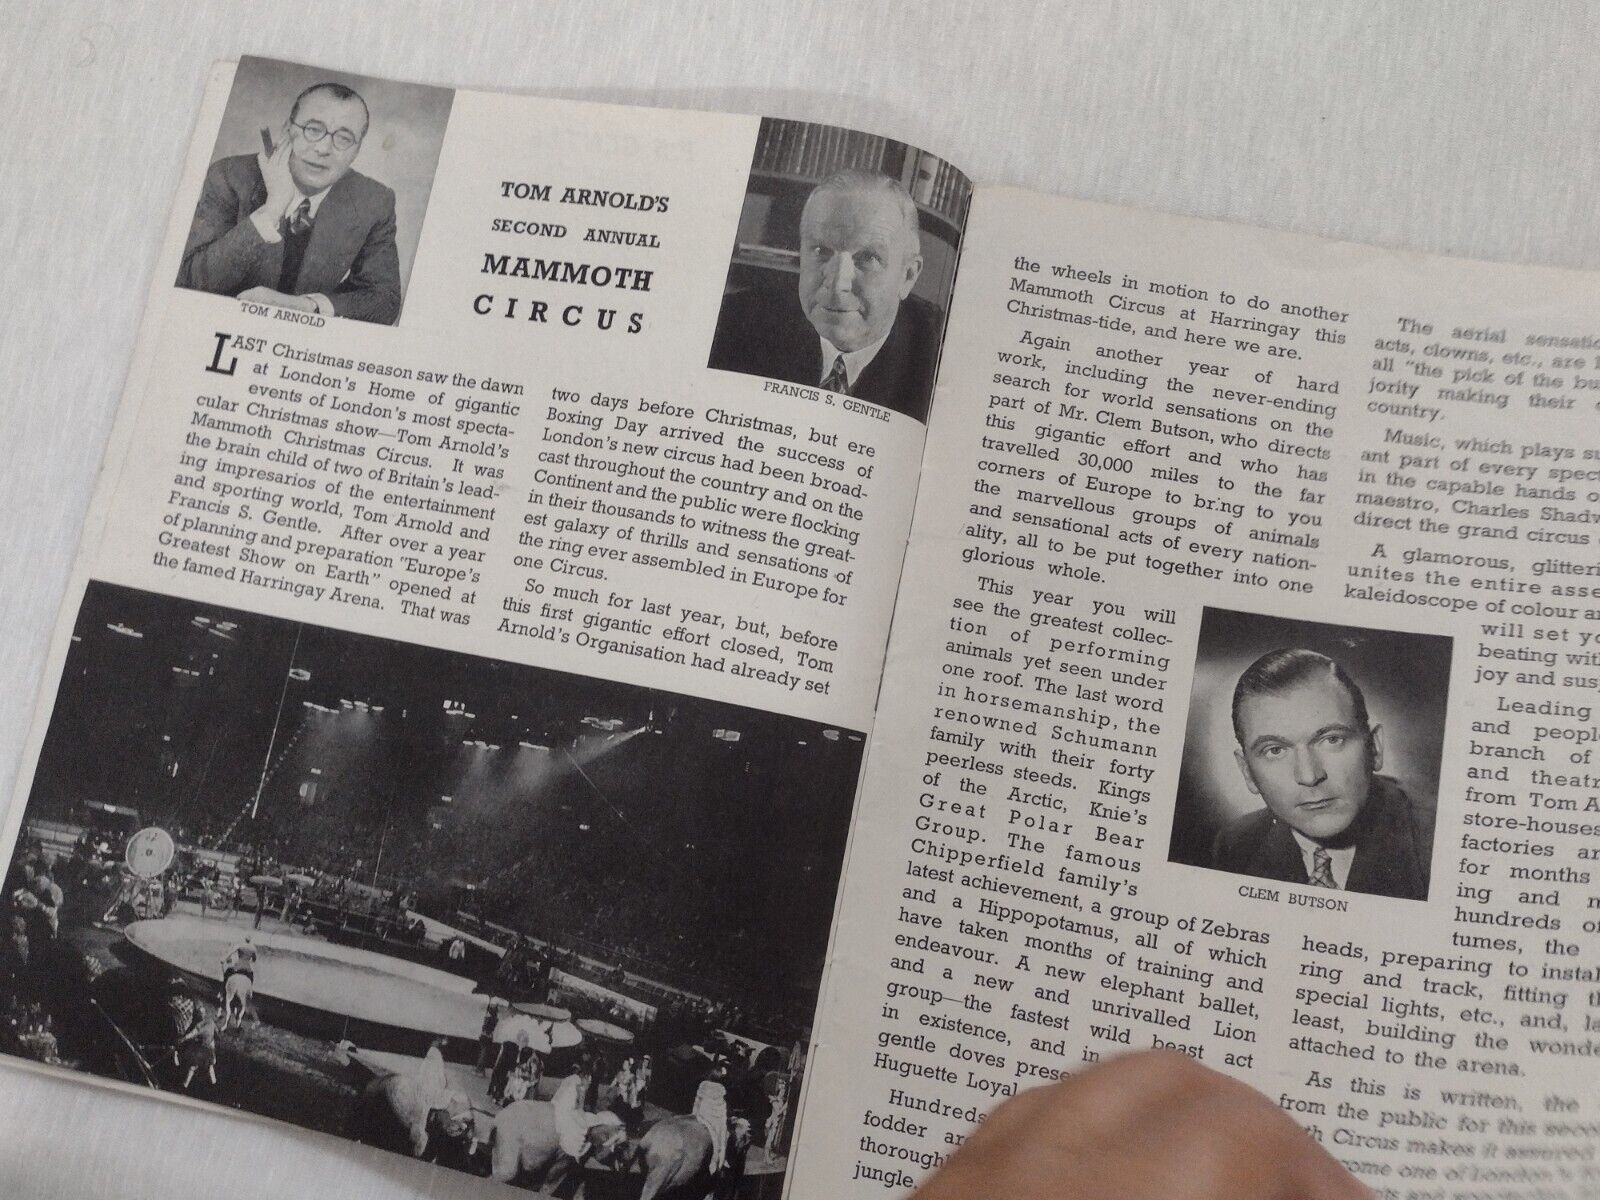 TOM ARNOLD'S
SECOND ANNUAL
MAMMOTH
CIRCUS
TOM ARNOLD
FRANCIS S. GENTLE
LAST Christmas season saw the dawn
at London's Home of gigantic
events of London's most specta-
cular Christmas show—Tom Arnold's
Mammoth Christmas Circus. It was
the brain child of two of Britain's lead-
ing impresarios of the entertainment
and sporting world, Tom Arnold and
Francis S. Gentle. After over a year
of planning and preparation "Europe's
Greatest Show on Earth" opened at
the famed Harringay Arena. That was
two days before Christmas, but ere
Boxing Day arrived the success of
London's new circus had been broad-
cast throughout the country and on the
Continent and the public were flocking
in their thousands to witness the great-
est galaxy of thrills and sensations of
the ring ever assembled in Europe for
one Circus.
So much for last year, but, before
this first gigantic effort closed, Tom
Arnold's Organisation had already set
the wheels in motion to do another
Mammoth Circus at Harringay this
Christmas-tide, and here we are.
Again another year of hard
work, including the never-ending
search for world sensations on the
part of Mr. Clem Butson, who directs
this gigantic effort and who has
travelled 30,000 miles to the far
corners of Europe to bring to you
the marvellous groups of animals
and sensational acts of every nation-
ality, all to be put together into one
glorious whole.
This year you will
see the greatest collec-
tion of performing
animals yet seen under
one roof. The last word
in horsemanship, the
renowned Schumann
family with their forty
peerless steeds. Kings
of the Arctic, Knie's
Great Polar Bear
Group. The famous
Chipperfield family's
latest achievement, a group of Zebras
and a Hippopotamus, all of which
have taken months of training and
endeavour. A new elephant ballet,
and a new and unrivalled Lion
group—the fastest wild beast act
in existence, and in
gentle doves
Huguette Loyal
Hundreds
fodder
jungle.
CLEM BUTSON
The aerial
acts, clowns, etc., are
all "the pick of the
jority making their
country.
Music, which plays
ant part of every
in the capable hands
maestro, Charles
direct the grand circus
A glamorous,
unites the entire
kaleidoscope of colour
will set
beating
joy and
Leading
and
branch of
and
from Tom
store-houses
factories
for months
ing and
hundreds
tumes, the
heads, preparing to
ring and track, fitting
special lights, etc., and,
least, building the
attached to the arena.
As this is written, the
from the public for this
Circus makes it assured
one of London's